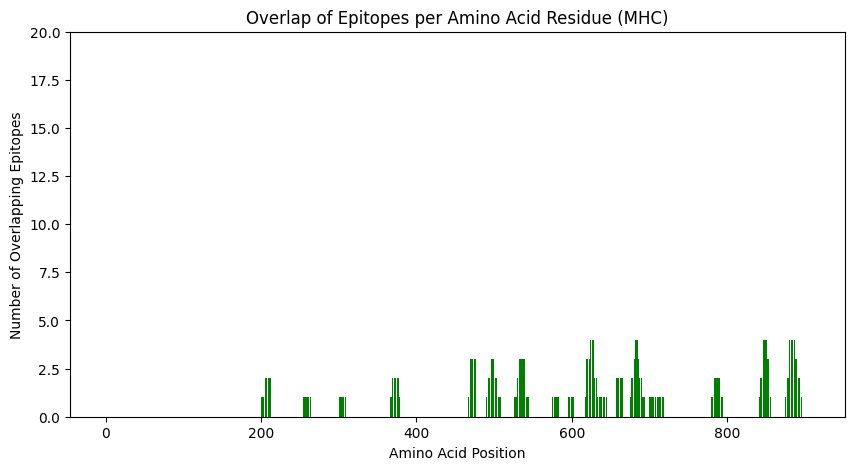 Overlap of Epitopes per Amino Acid Residue (MHC)
20.0
17.5
15.0
12.5
10.0
7.5
5.0
2.5
0.0
Number of Overlapping Epitopes
0 200 400 600 800
Amino Acid Position